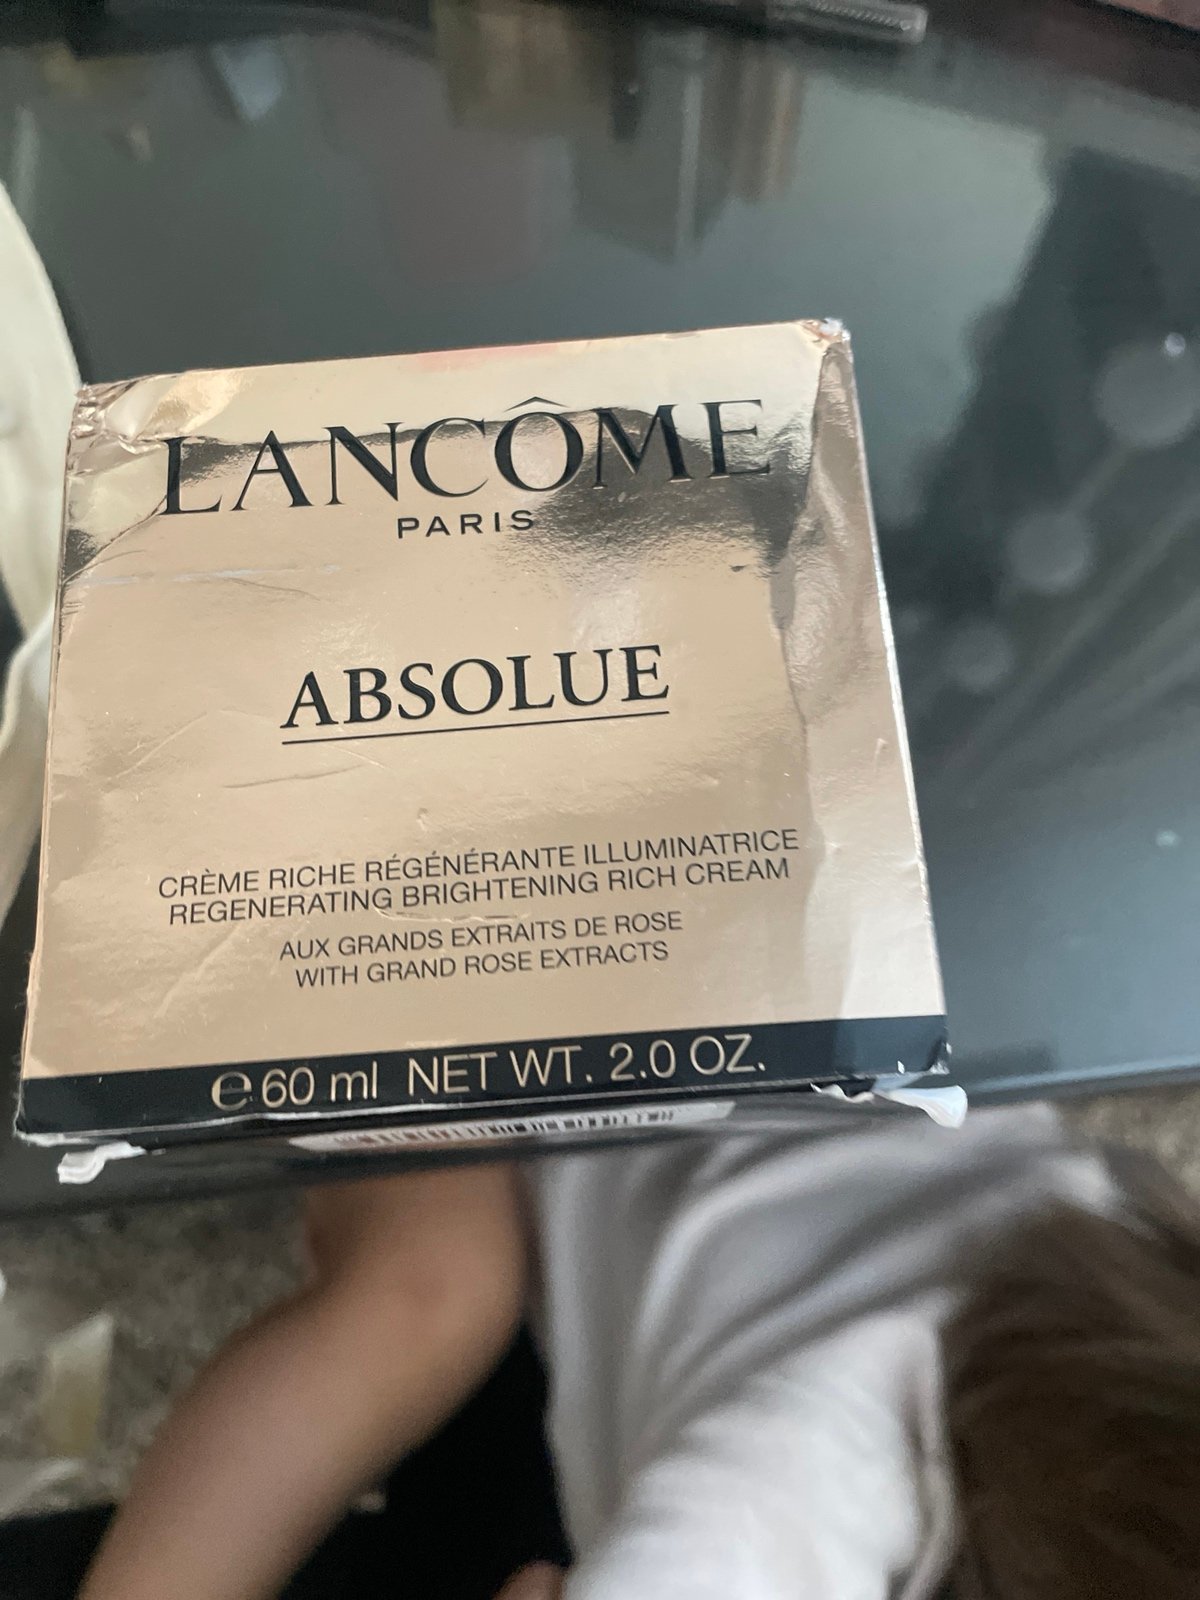 LANCÔME
PARIS
ABSOLUE
CRÈME RICHE RÉGÉNÉRANTE ILLUMINATRICE
REGENERATING BRIGHTENING RICH CREAM
AUX GRANDS EXTRAITS DE ROSE
WITH GRAND ROSE EXTRACTS
℮ 60 ml NET WT. 2.0 OZ.